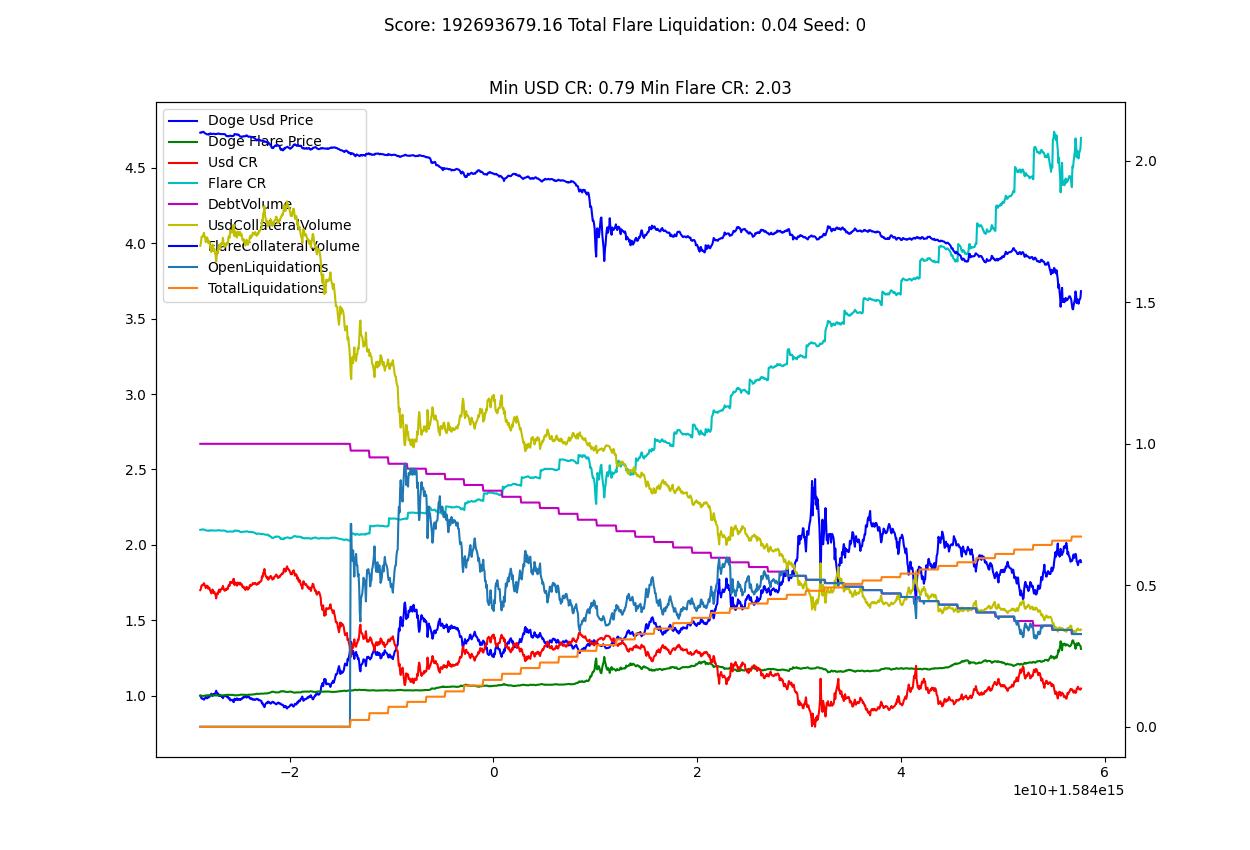 Score: 192693679.16 Total Flare Liquidation: 0.04 Seed: 0
Min USD CR: 0.79 Min Flare CR: 2.03
Doge Usd Price
Doge Flare Price
Usd CR
Flare CR
DebtVolume
UsdCollateralVolume
FlareCollateralVolume
OpenLiquidations
TotalLiquidations
4.5
4.0
3.5
3.0
2.5
2.0
1.5
1.0
2.0
1.5
1.0
0.5
0.0
−2
0
2
4
6
1e10+1.584e15